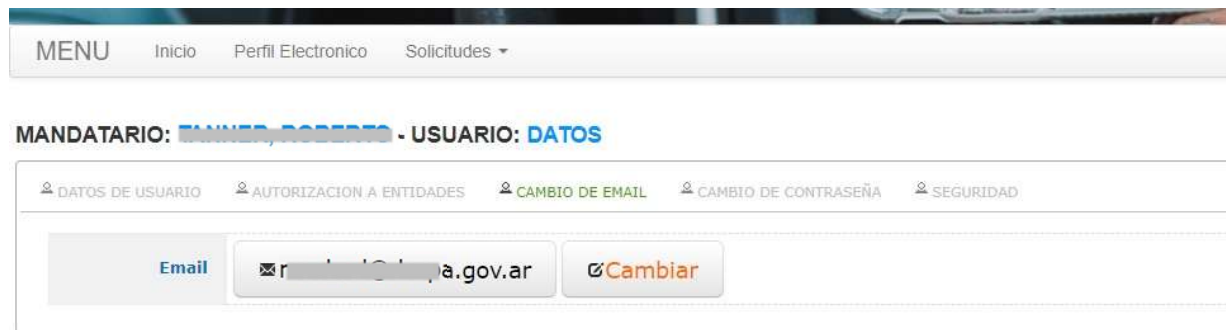 MENU Inicio Perfil Electronico Solicitudes
MANDATARIO: - USUARIO: DATOS
DATOS DE USUARIO AUTORIZACION A ENTIDADES CAMBIO DE EMAIL CAMBIO DE CONTRASEÑA SEGURIDAD
Email a.gov.ar Cambiar